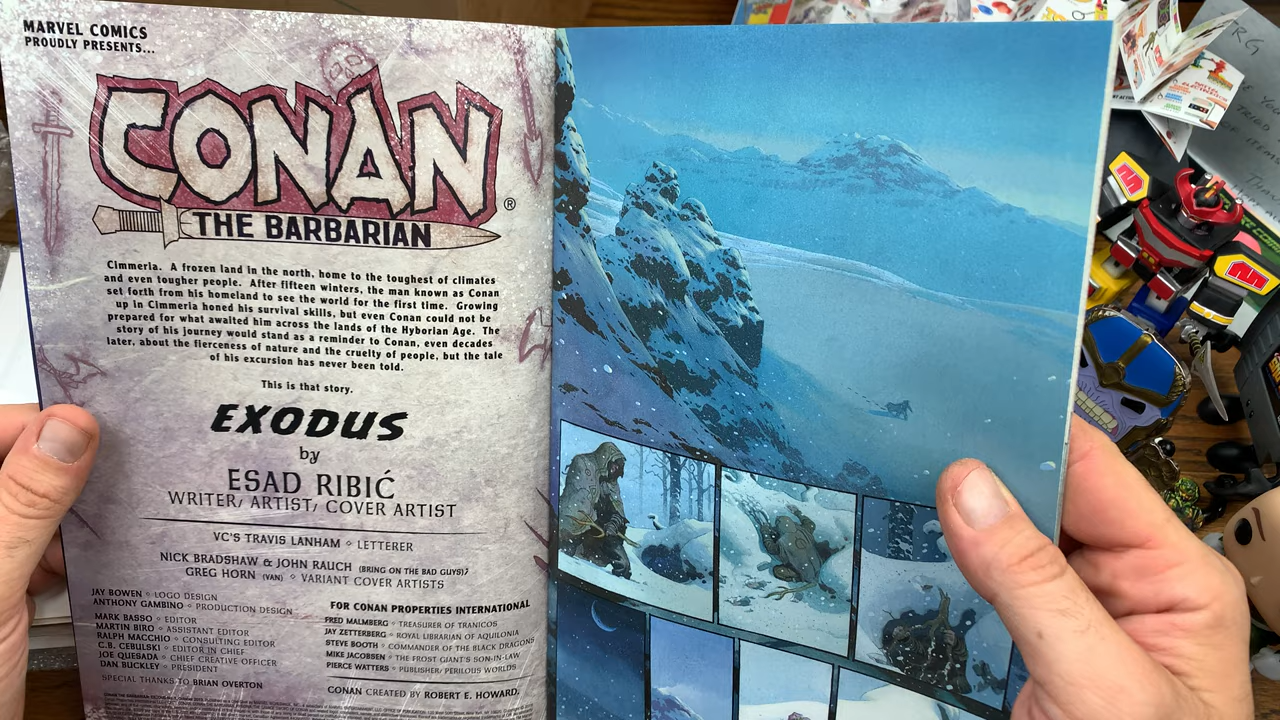 MARVEL COMICS
PROUDLY PRESENTS...
CONAN®
THE BARBARIAN
Cimmeria. A frozen land in the north, home to the toughest of climates
and even tougher people. After fifteen winters, the man known as Conan
set forth from his homeland to see the world for the first time. Growing
up in Cimmeria honed his survival skills, but even Conan could not be
prepared for what awaited him across the lands of the Hyborian Age. The
story of his journey would stand as a reminder to Conan, even decades
later, about the fierceness of nature and the cruelty of people, but the tale
of his excursion has never been told.
This is that story.
EXODUS
by
ESAD RIBIĆ
WRITER/ ARTIST/ COVER ARTIST
VC'S TRAVIS LANHAM ◦ LETTERER
NICK BRADSHAW & JOHN RAUCH (BRING ON THE BAD GUYS);
GREG HORN (VAN) ◦ VARIANT COVER ARTISTS
JAY BOWEN ◦ LOGO DESIGN
ANTHONY GAMBINO ◦ PRODUCTION DESIGN
MARK BASSO ◦ EDITOR
MARTIN BIRO ◦ ASSISTANT EDITOR
RALPH MACCHIO ◦ CONSULTING EDITOR
C.B. CEBULSKI ◦ EDITOR IN CHIEF
JOE QUESADA ◦ CHIEF CREATIVE OFFICER
DAN BUCKLEY ◦ PRESIDENT
SPECIAL THANKS TO BRIAN OVERTON
FOR CONAN PROPERTIES INTERNATIONAL
FRED MALMBERG ◦ TREASURER OF TRANICOS
JAY ZETTERBERG ◦ ROYAL LIBRARIAN OF AQUILONIA
STEVE BOOTH ◦ COMMANDER OF THE BLACK DRAGONS
MIKE JACOBSEN ◦ THE FROST GIANT'S SON-IN-LAW
PIERCE WATTERS ◦ PUBLISHER/ PERILOUS WORLDS
CONAN CREATED BY ROBERT E. HOWARD.